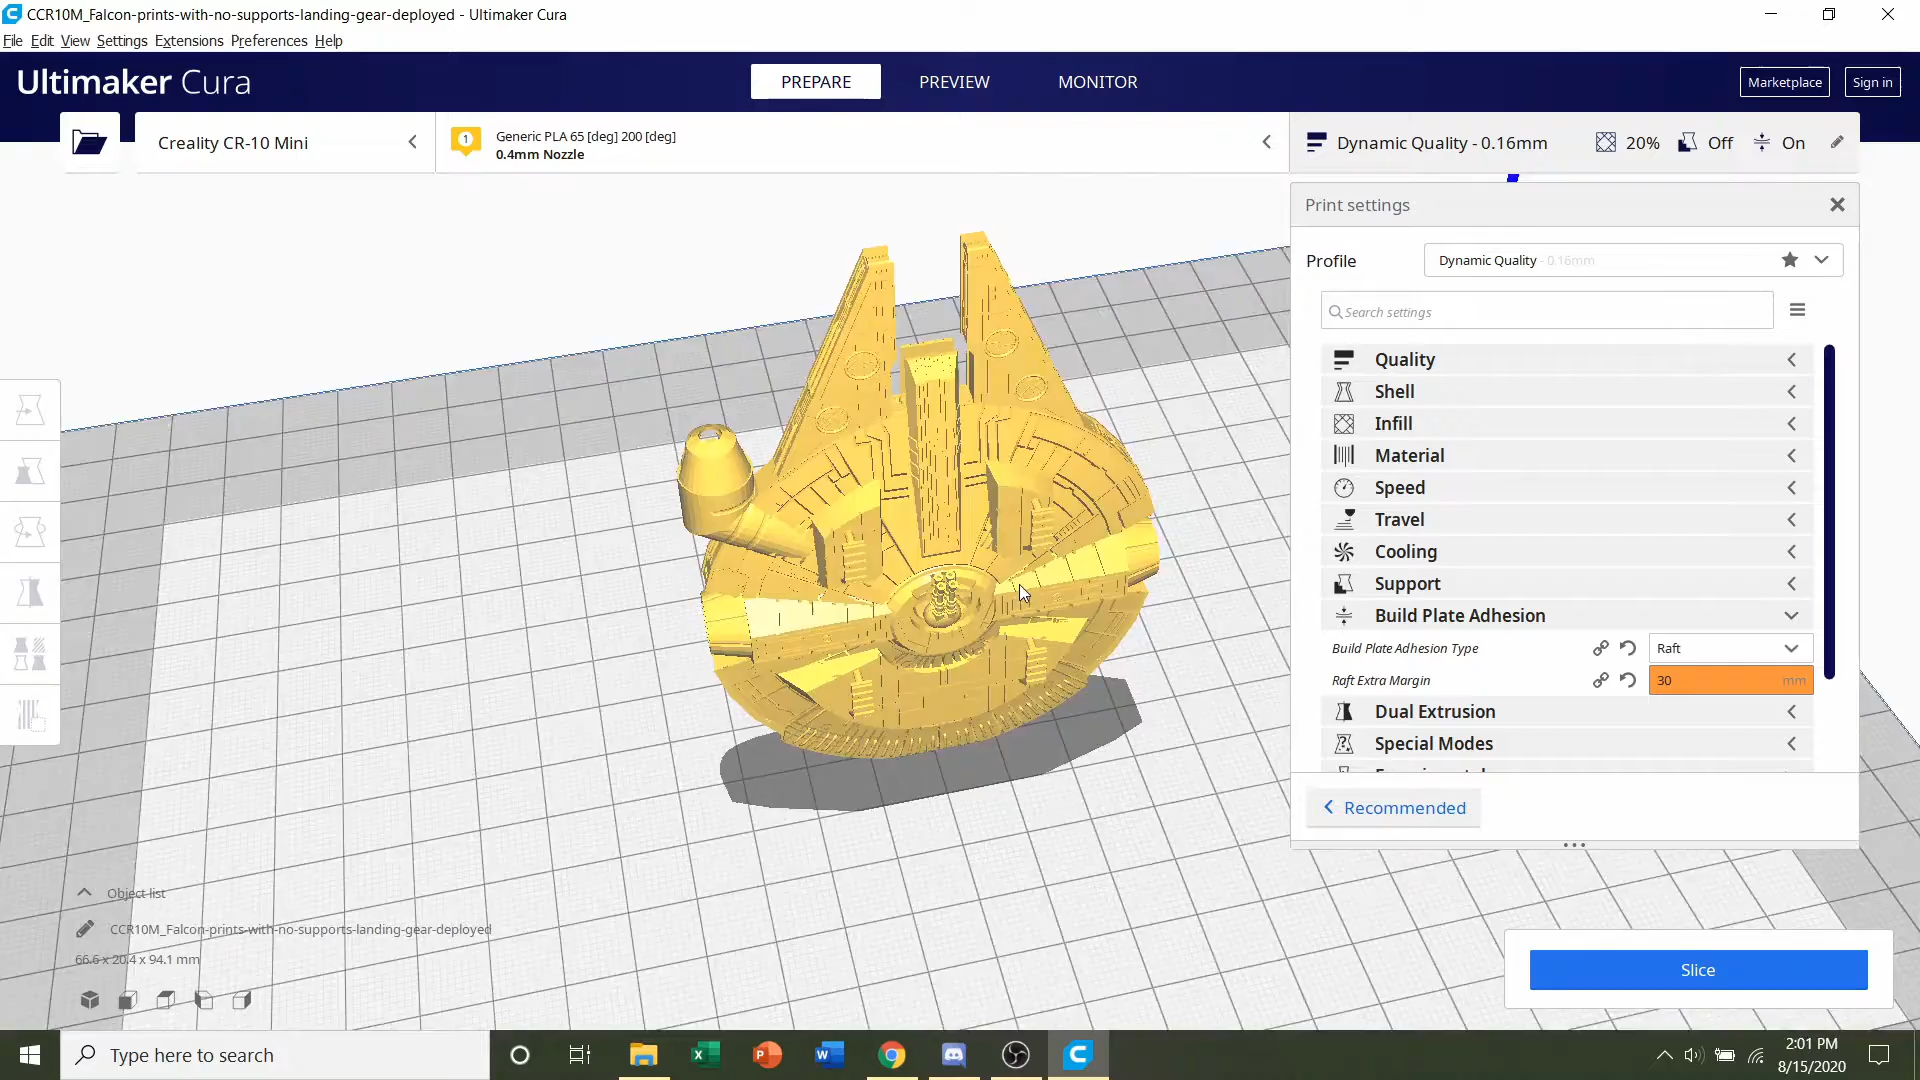 CCR10M_Falcon-prints-with-no-supports-landing-gear-deployed - Ultimaker Cura
File Edit View Settings Extensions Preferences Help
Ultimaker Cura
PREPARE
PREVIEW
MONITOR
Marketplace
Sign in
Creality CR-10 Mini
1
Generic PLA 65 [deg] 200 [deg]
0.4mm Nozzle
Dynamic Quality - 0.16mm
20%
Off
On
Print settings
Profile
Dynamic Quality - 0.16mm
Search settings
Quality
Shell
Infill
Material
Speed
Travel
Cooling
Support
Build Plate Adhesion
Build Plate Adhesion Type
Raft
Raft Extra Margin
30 mm
Dual Extrusion
Special Modes
Recommended
Object list
CCR10M_Falcon-prints-with-no-supports-landing-gear-deployed
66.6 x 20.4 x 94.1 mm
Slice
Type here to search
2:01 PM
8/15/2020